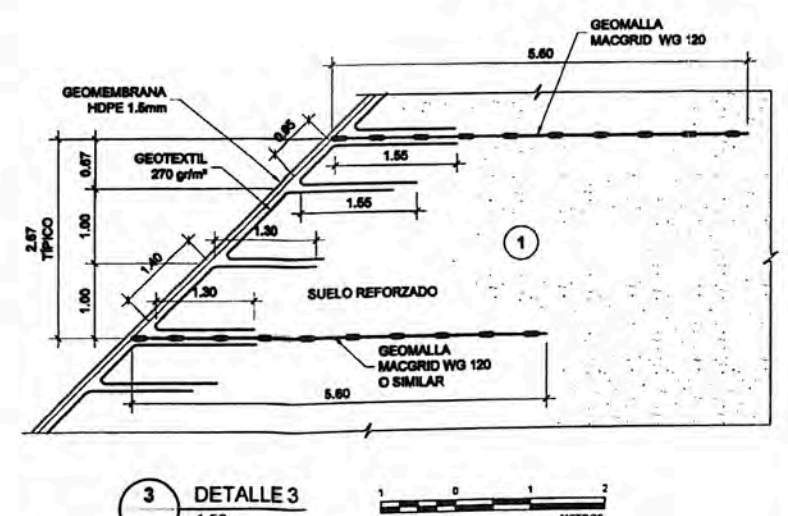 GEOMALLA
MACGRID WG 120
5.60
GEOMEMBRANA
HDPE 1.5mm
0.95
GEOTEXTIL
270 gr/m²
0.67
1.55
1.55
2.67
TÍPICO
1.00
1.30
1
1.40
1.30
SUELO REFORZADO
1.00
GEOMALLA
MACGRID WG 120
O SIMILAR
5.60
3
DETALLE 3
1 0 1 2
METROS